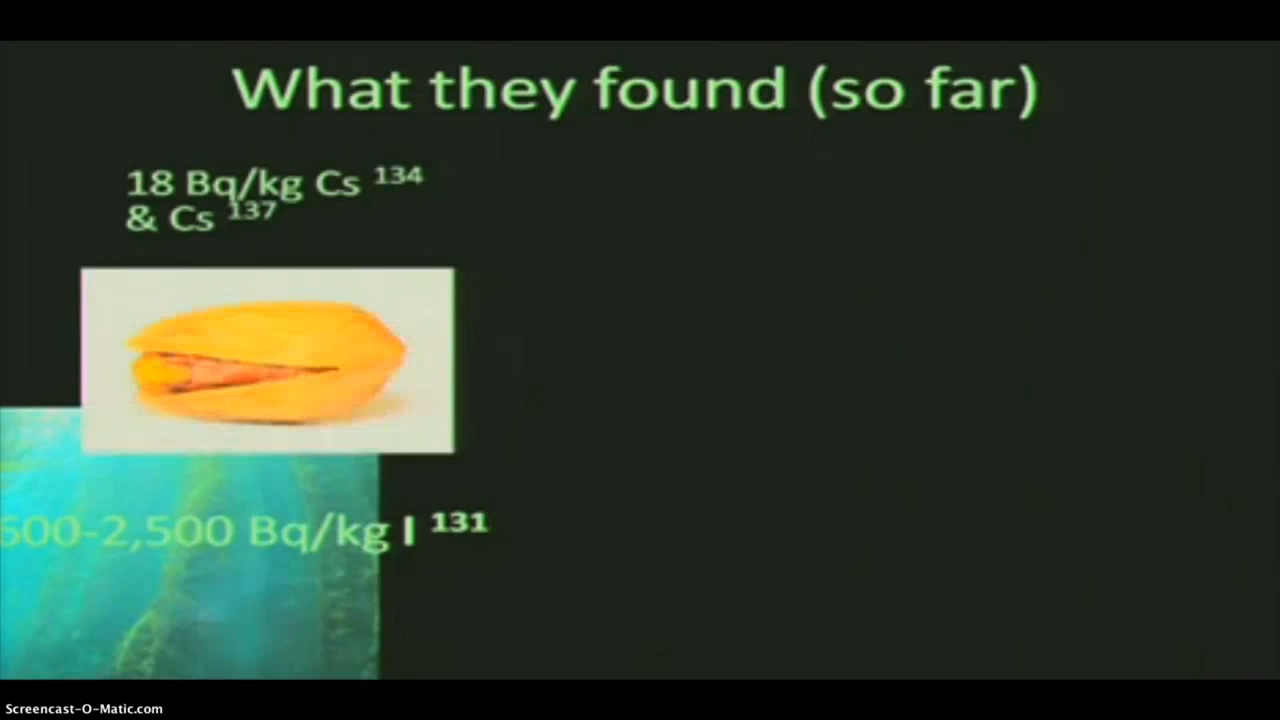 What they found (so far)
18 Bq/kg Cs 134
& Cs 137
600-2,500 Bq/kg I 131
Screencast-O-Matic.com